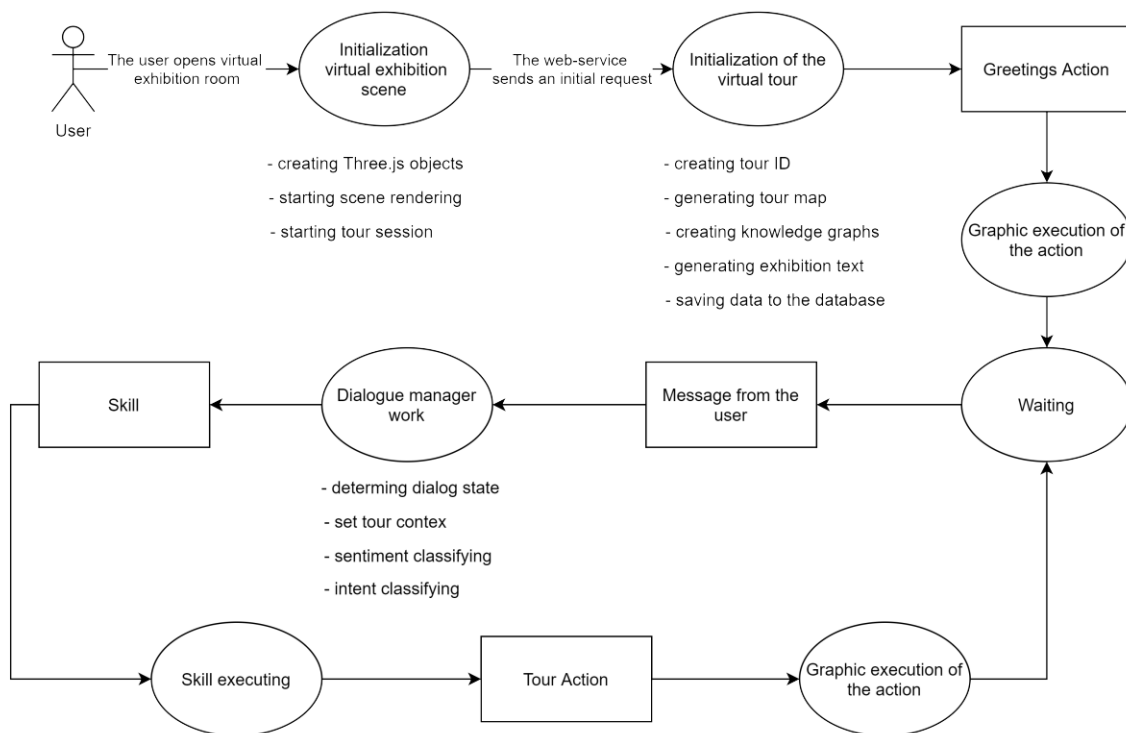 The user opens virtual
exhibition room
User
Initialization
virtual exhibition
scene
The web-service
sends an initial request
Initialization of the
virtual tour
Greetings Action
- creating Three.js objects
- starting scene rendering
- starting tour session
- creating tour ID
- generating tour map
- creating knowledge graphs
- generating exhibition text
- saving data to the database
Graphic execution of
the action
Waiting
Message from the
user
Dialogue manager
work
Skill
- determing dialog state
- set tour contex
- sentiment classifying
- intent classifying
Skill executing
Tour Action
Graphic execution of
the action